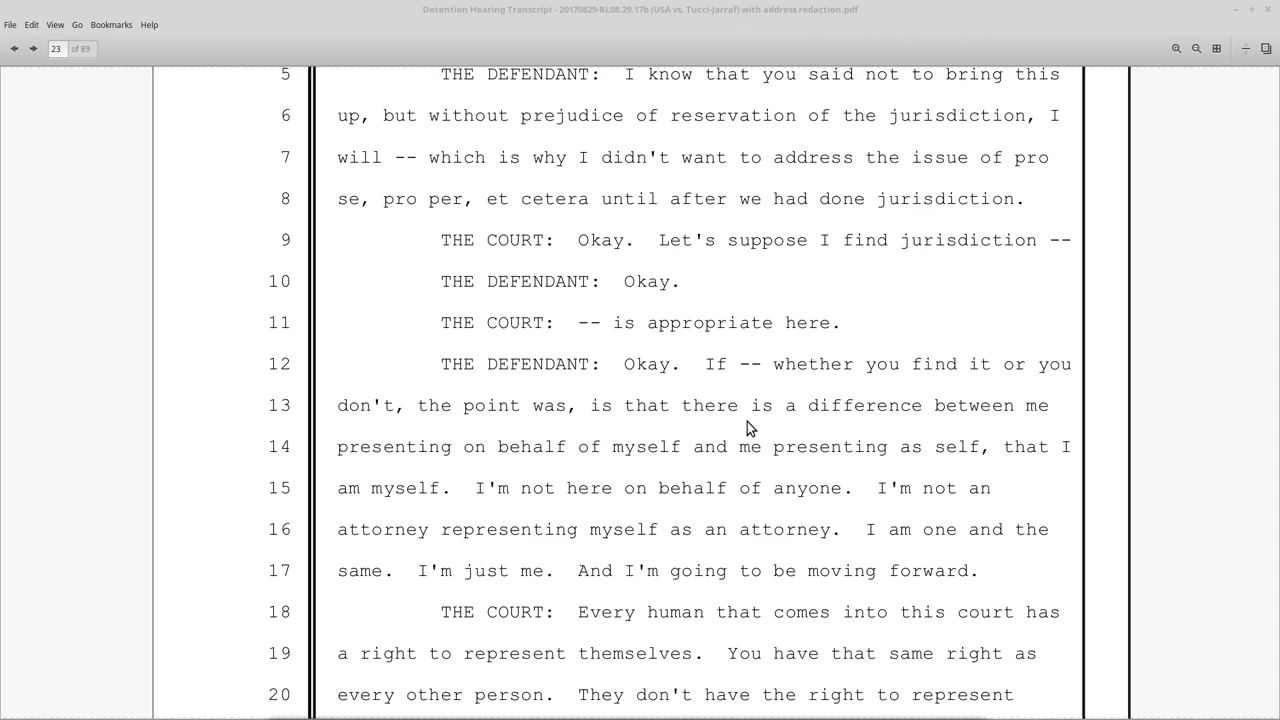 Detention Hearing Transcript - 20170829-RL08.29.17b (USA vs. Tucci-Jarraf) with address redaction.pdf
File Edit View Go Bookmarks Help
23 of 89
5 THE DEFENDANT: I know that you said not to bring this
6 up, but without prejudice of reservation of the jurisdiction, I
7 will -- which is why I didn't want to address the issue of pro
8 se, pro per, et cetera until after we had done jurisdiction.
9 THE COURT: Okay. Let's suppose I find jurisdiction --
10 THE DEFENDANT: Okay.
11 THE COURT: -- is appropriate here.
12 THE DEFENDANT: Okay. If -- whether you find it or you
13 don't, the point was, is that there is a difference between me
14 presenting on behalf of myself and me presenting as self, that I
15 am myself. I'm not here on behalf of anyone. I'm not an
16 attorney representing myself as an attorney. I am one and the
17 same. I'm just me. And I'm going to be moving forward.
18 THE COURT: Every human that comes into this court has
19 a right to represent themselves. You have that same right as
20 every other person. They don't have the right to represent